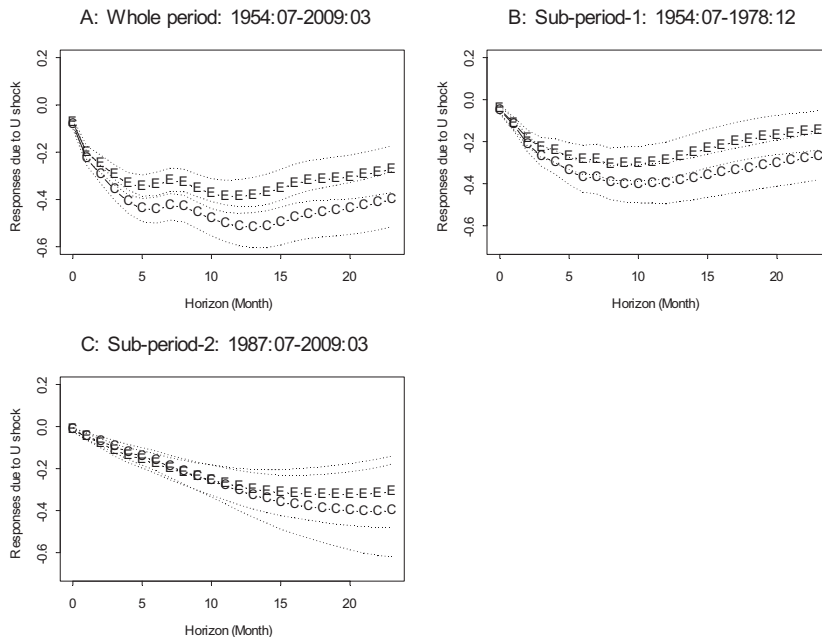 A: Whole period: 1954:07-2009:03
Responses due to U shock
0.2
0.0
-0.2
-0.4
-0.6
E E E E E E E E E E E E E E E E E E E E E E E E
C C C C C C C C C C C C C C C C C C C C C C C C
0 5 10 15 20
Horizon (Month)
B: Sub-period-1: 1954:07-1978:12
Responses due to U shock
0.2
0.0
-0.2
-0.4
-0.6
E E E E E E E E E E E E E E E E E E E E E E E E
C C C C C C C C C C C C C C C C C C C C C C C C
0 5 10 15 20
Horizon (Month)
C: Sub-period-2: 1987:07-2009:03
Responses due to U shock
0.2
0.0
-0.2
-0.4
-0.6
E E E E E E E E E E E E E E E E E E E E E E E E
C C C C C C C C C C C C C C C C C C C C C C C C
0 5 10 15 20
Horizon (Month)